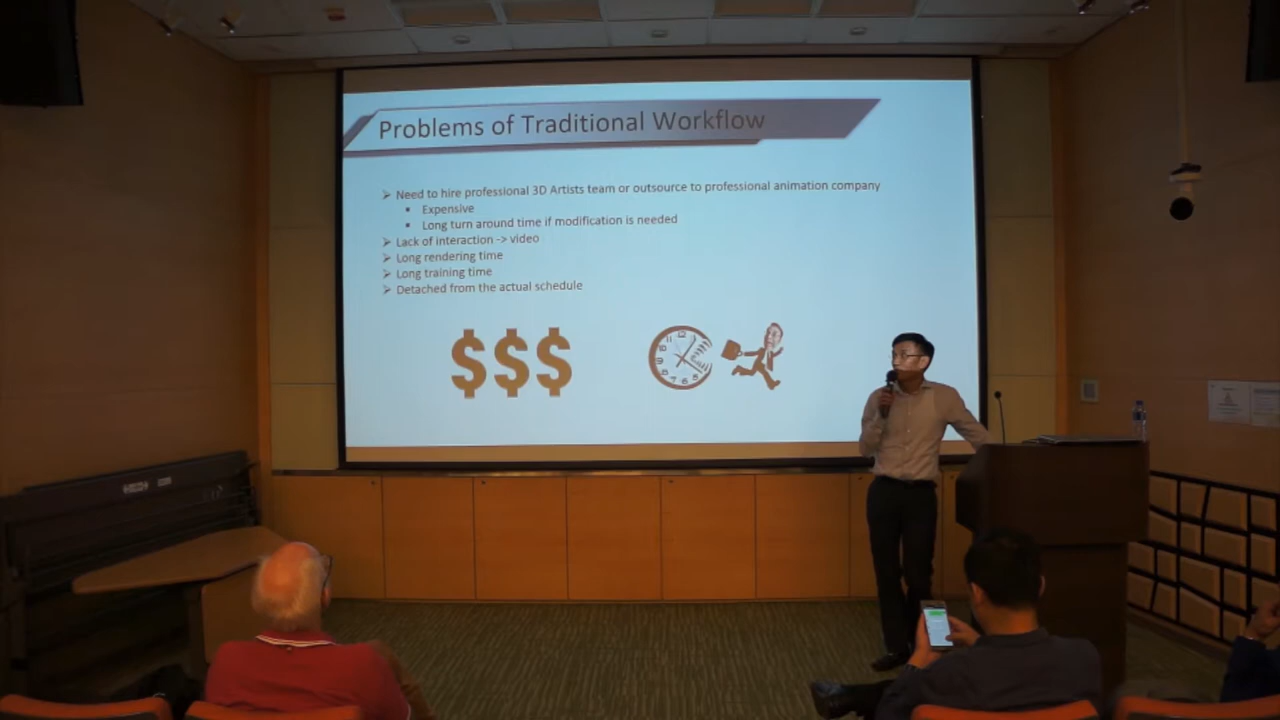 Problems of Traditional Workflow
➢ Need to hire professional 3D Artists team or outsource to professional animation company
▪ Expensive
▪ Long turn around time if modification is needed
➢ Lack of interaction -> video
➢ Long rendering time
➢ Long training time
➢ Detached from the actual schedule
$$$